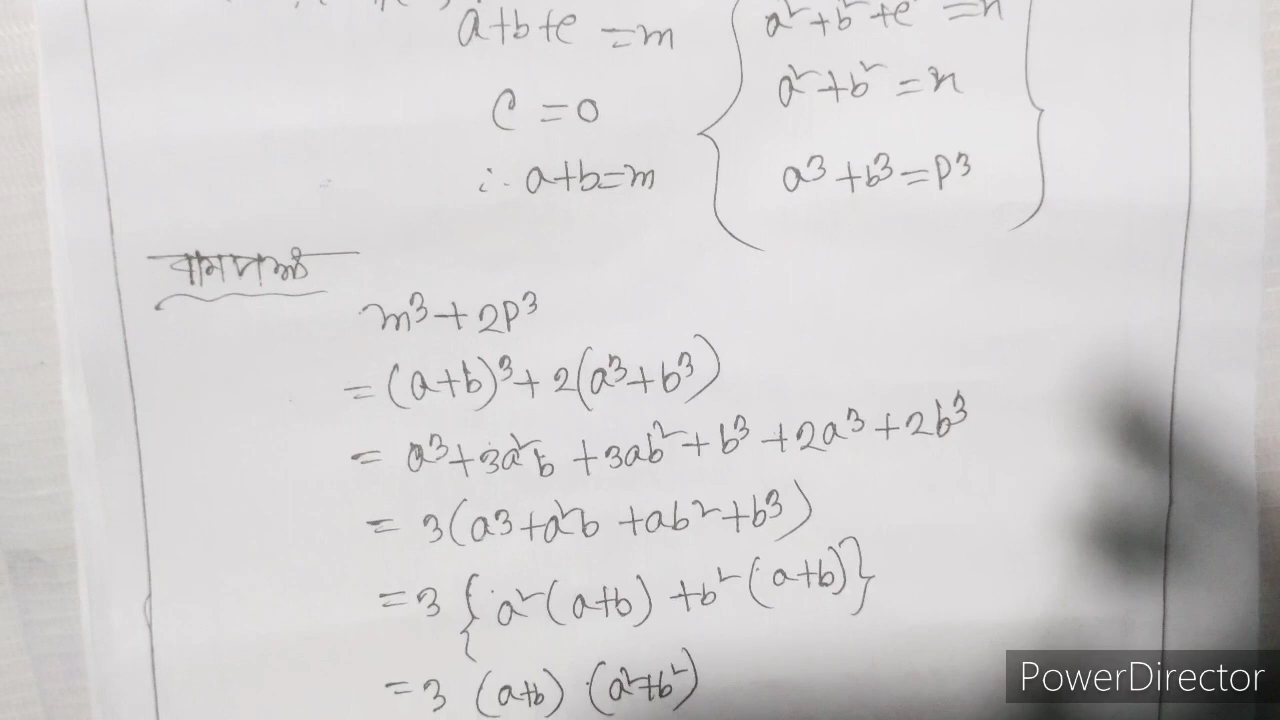 a+b+c = m
a²+b²+c² = n
c = 0
a²+b² = n
∴ a+b=m
a³+b³=p³
বামপক্ষ
m³+2p³
= (a+b)³+2(a³+b³)
= a³+3a²b+3ab²+b³+2a³+2b³
= 3(a3+a²b+ab²+b³)
= 3{a²(a+b)+b²(a+b)}
= 3 (a+b) (a²+b²)
PowerDirector